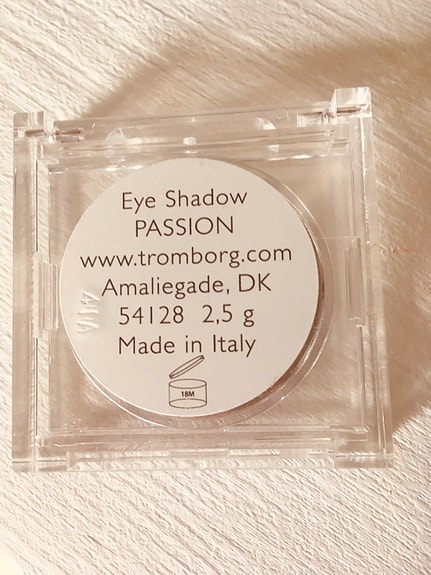 Eye Shadow
PASSION
www.tromborg.com
Amaliegade, DK
54128 2,5 g
Made in Italy
18M